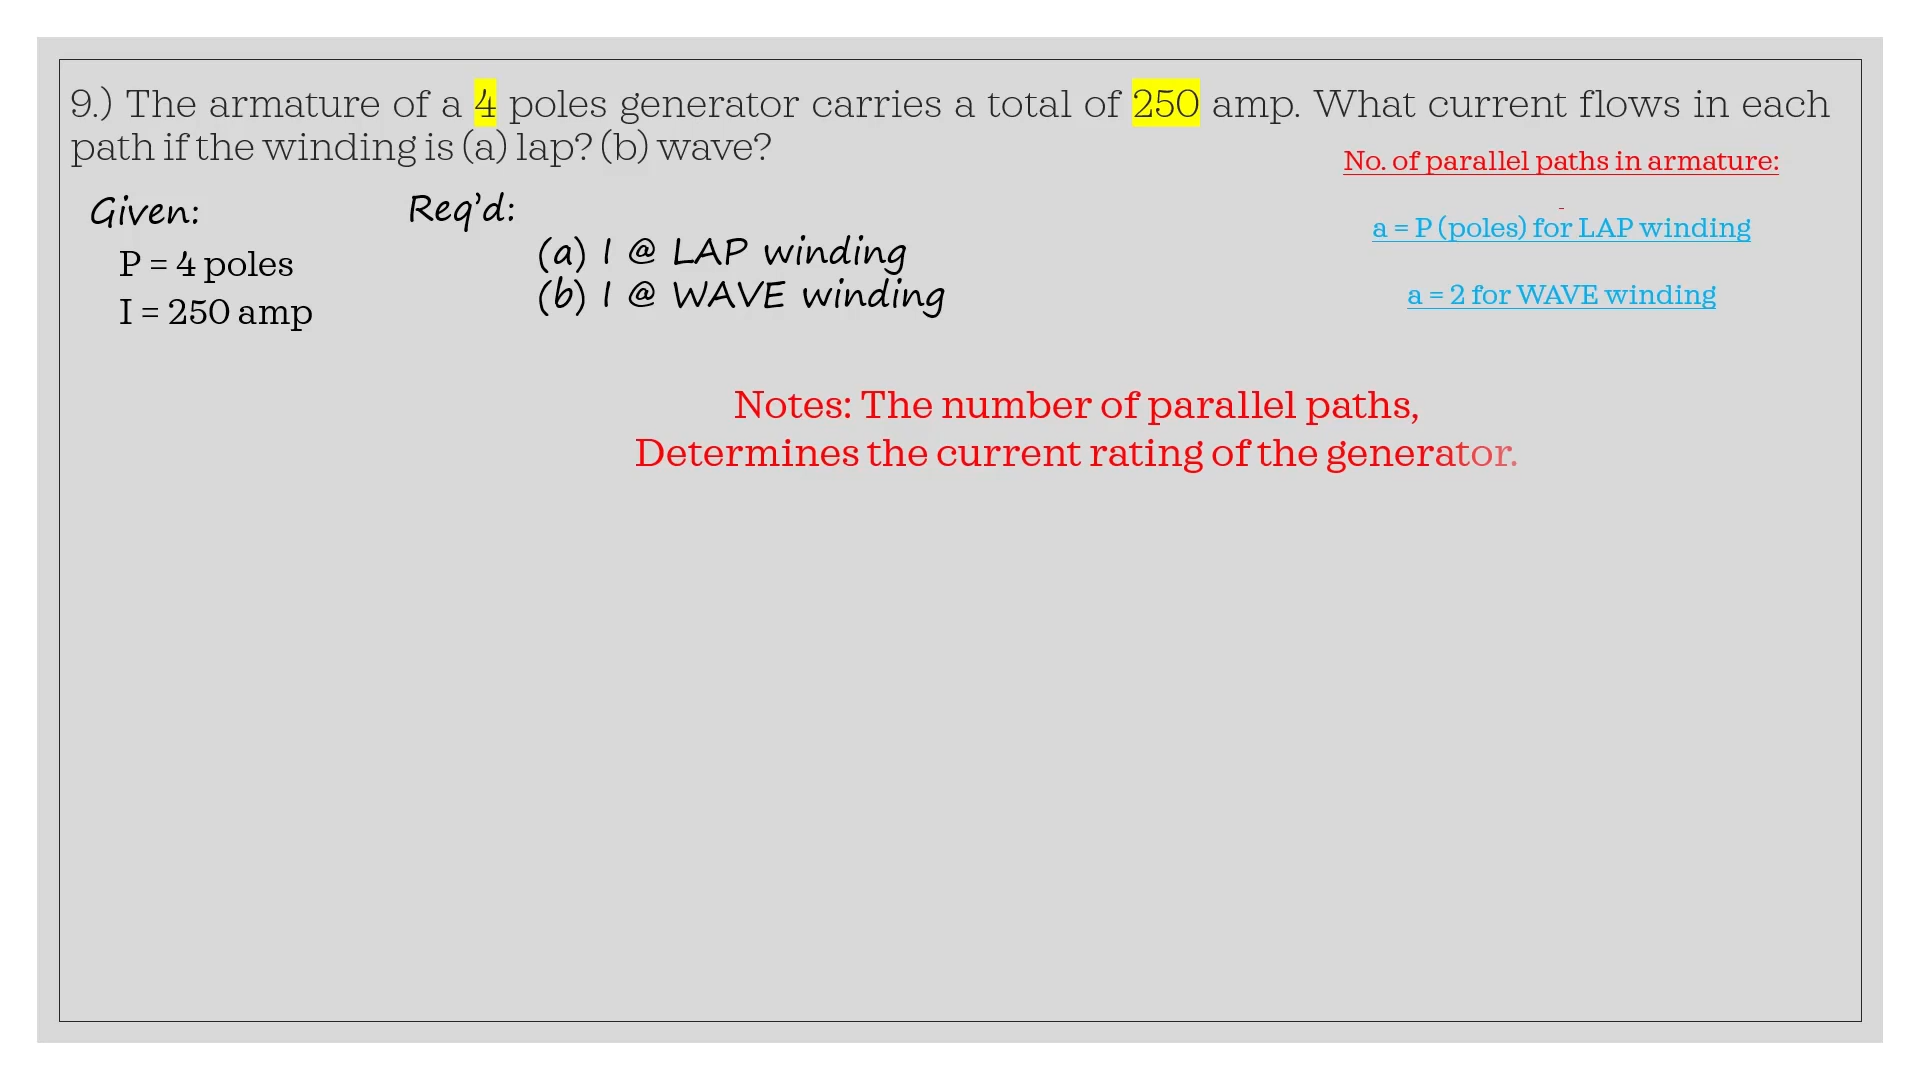 9.) The armature of a 4 poles generator carries a total of 250 amp. What current flows in each
path if the winding is (a) lap? (b) wave?
No. of parallel paths in armature:
a = P (poles) for LAP winding
a = 2 for WAVE winding
Given:
P = 4 poles
I = 250 amp
Req'd:
(a) I @ LAP winding
(b) I @ WAVE winding
Notes: The number of parallel paths,
Determines the current rating of the generator.